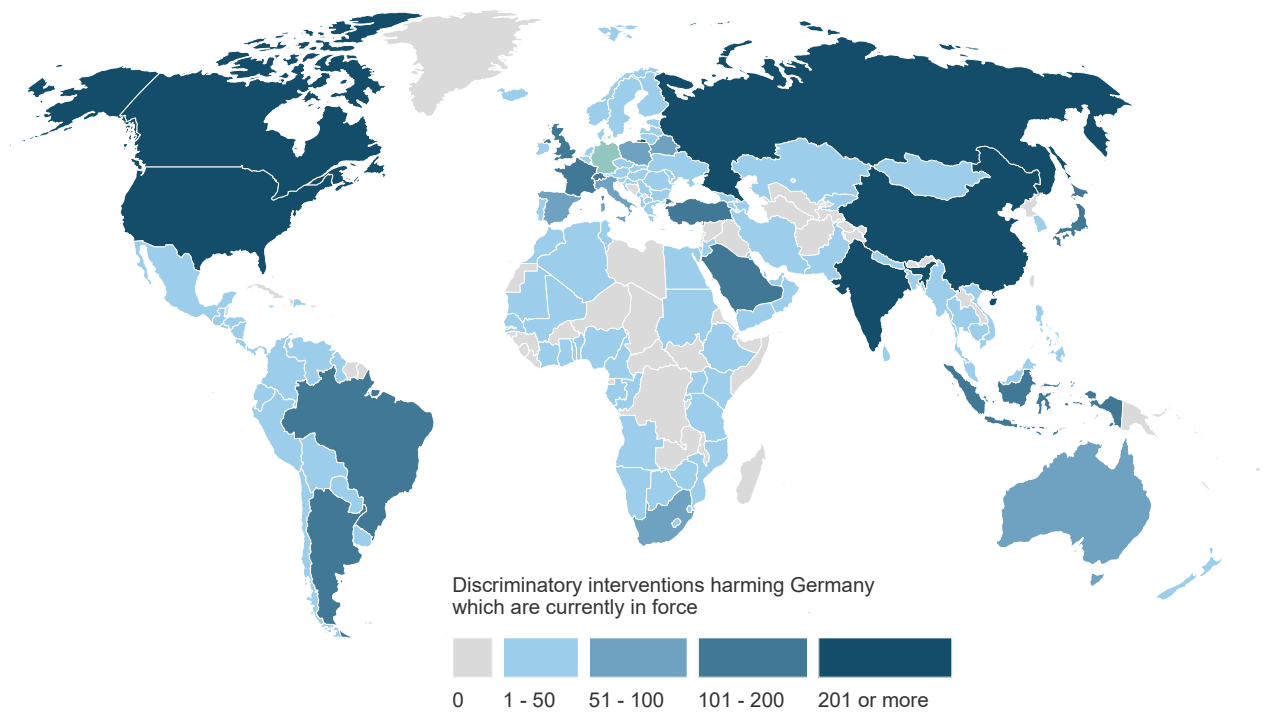 Discriminatory interventions harming Germany
which are currently in force
0 1 - 50 51 - 100 101 - 200 201 or more